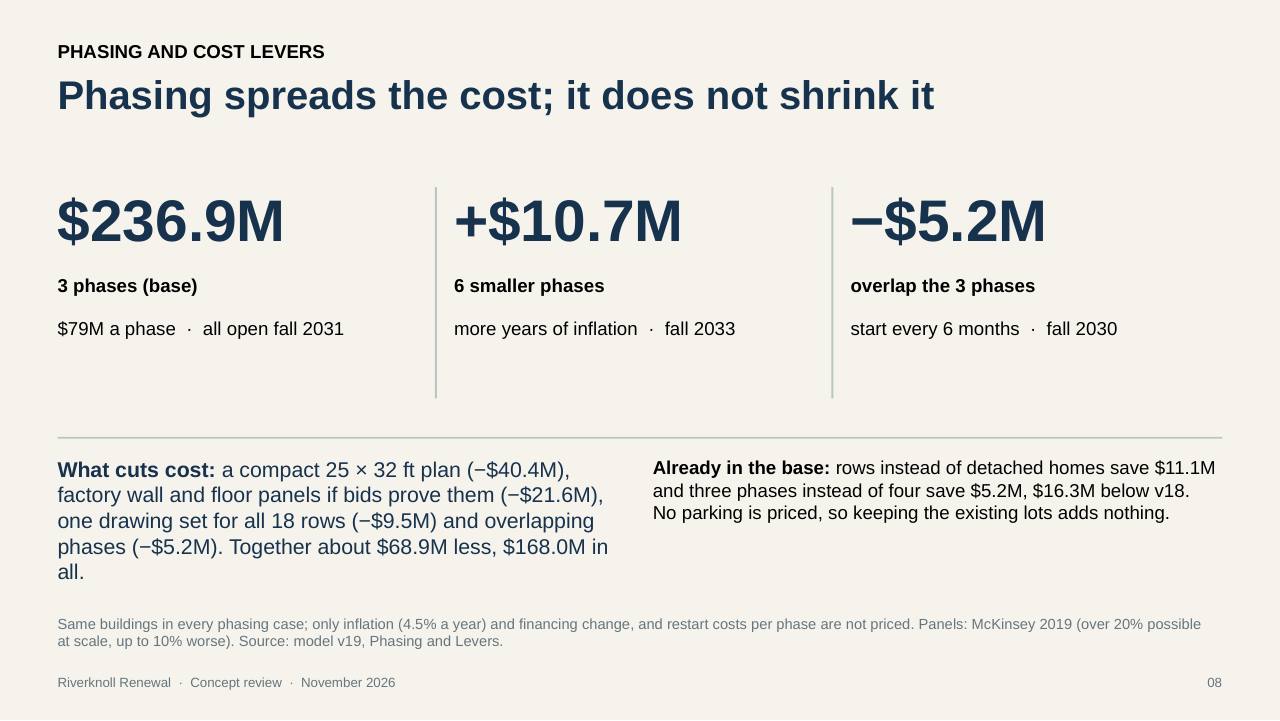 PHASING AND COST LEVERS
Phasing spreads the cost; it does not shrink it
$236.9M
3 phases (base)
$79M a phase · all open fall 2031
+$10.7M
6 smaller phases
more years of inflation · fall 2033
−$5.2M
overlap the 3 phases
start every 6 months · fall 2030
What cuts cost: a compact 25 × 32 ft plan (−$40.4M),
factory wall and floor panels if bids prove them (−$21.6M),
one drawing set for all 18 rows (−$9.5M) and overlapping
phases (−$5.2M). Together about $68.9M less, $168.0M in
all.
Already in the base: rows instead of detached homes save $11.1M
and three phases instead of four save $5.2M, $16.3M below v18.
No parking is priced, so keeping the existing lots adds nothing.
Same buildings in every phasing case; only inflation (4.5% a year) and financing change, and restart costs per phase are not priced. Panels: McKinsey 2019 (over 20% possible
at scale, up to 10% worse). Source: model v19, Phasing and Levers.
Riverknoll Renewal · Concept review · November 2026
08